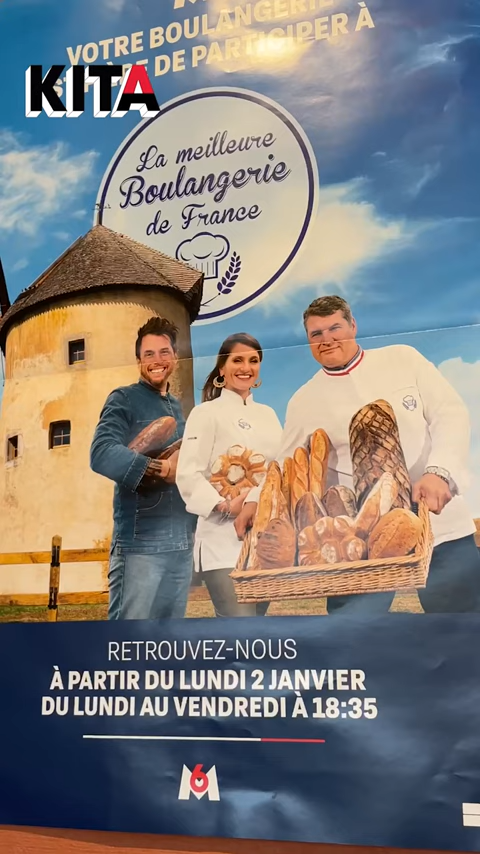 VOTRE BOULANGERIE
DE PARTICIPER À
KITA
La meilleure
Boulangerie
de France
RETROUVEZ-NOUS
À PARTIR DU LUNDI 2 JANVIER
DU LUNDI AU VENDREDI À 18:35
M6